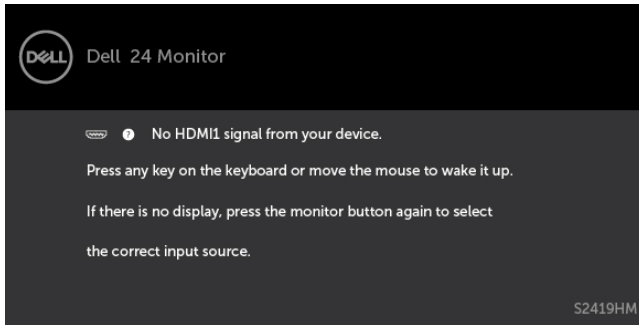 DELL
Dell 24 Monitor
? No HDMI1 signal from your device.
Press any key on the keyboard or move the mouse to wake it up.
If there is no display, press the monitor button again to select
the correct input source.
S2419HM